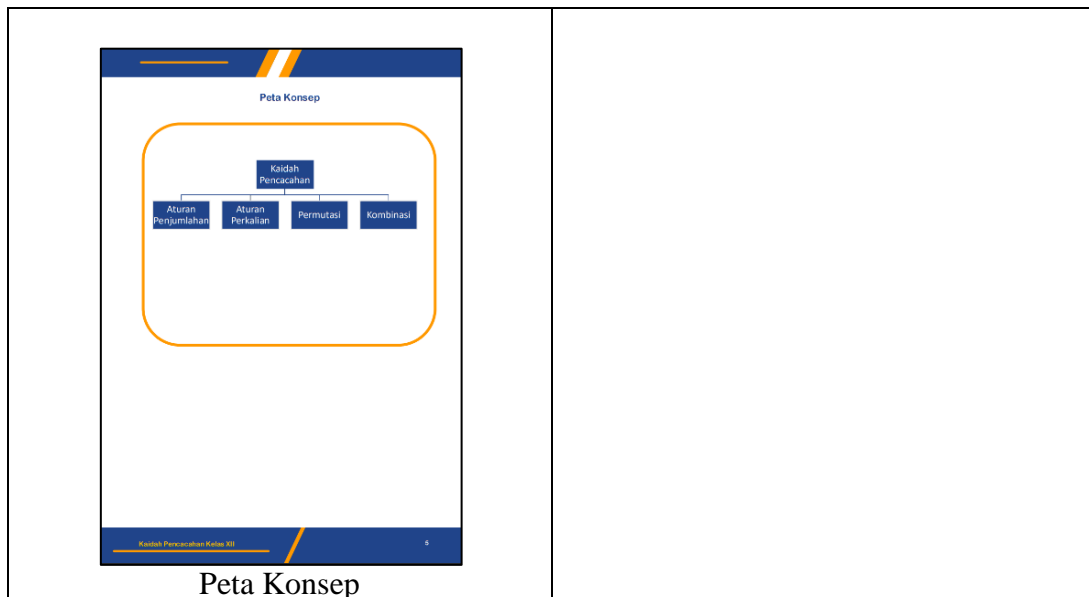 Peta Konsep
Kaidah
Pencacahan
Aturan
Penjumlahan
Aturan
Perkalian
Permutasi
Kombinasi
Kaidah Pencacahan Kelas XII
5
Peta Konsep